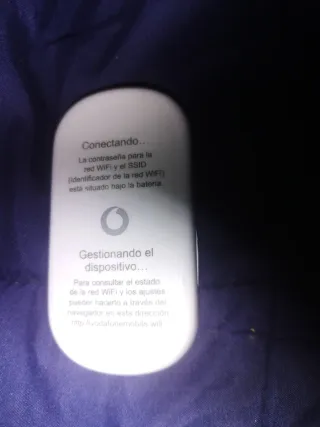 Conectando...
La contraseña para la
red WiFi y el SSID
(identificador de la red WiFi)
está situado bajo la batería
Gestionando el
dispositivo...
Para consultar el estado
de la red WiFi y los ajustes
puedes hacerlo a través del
navegador en esta dirección